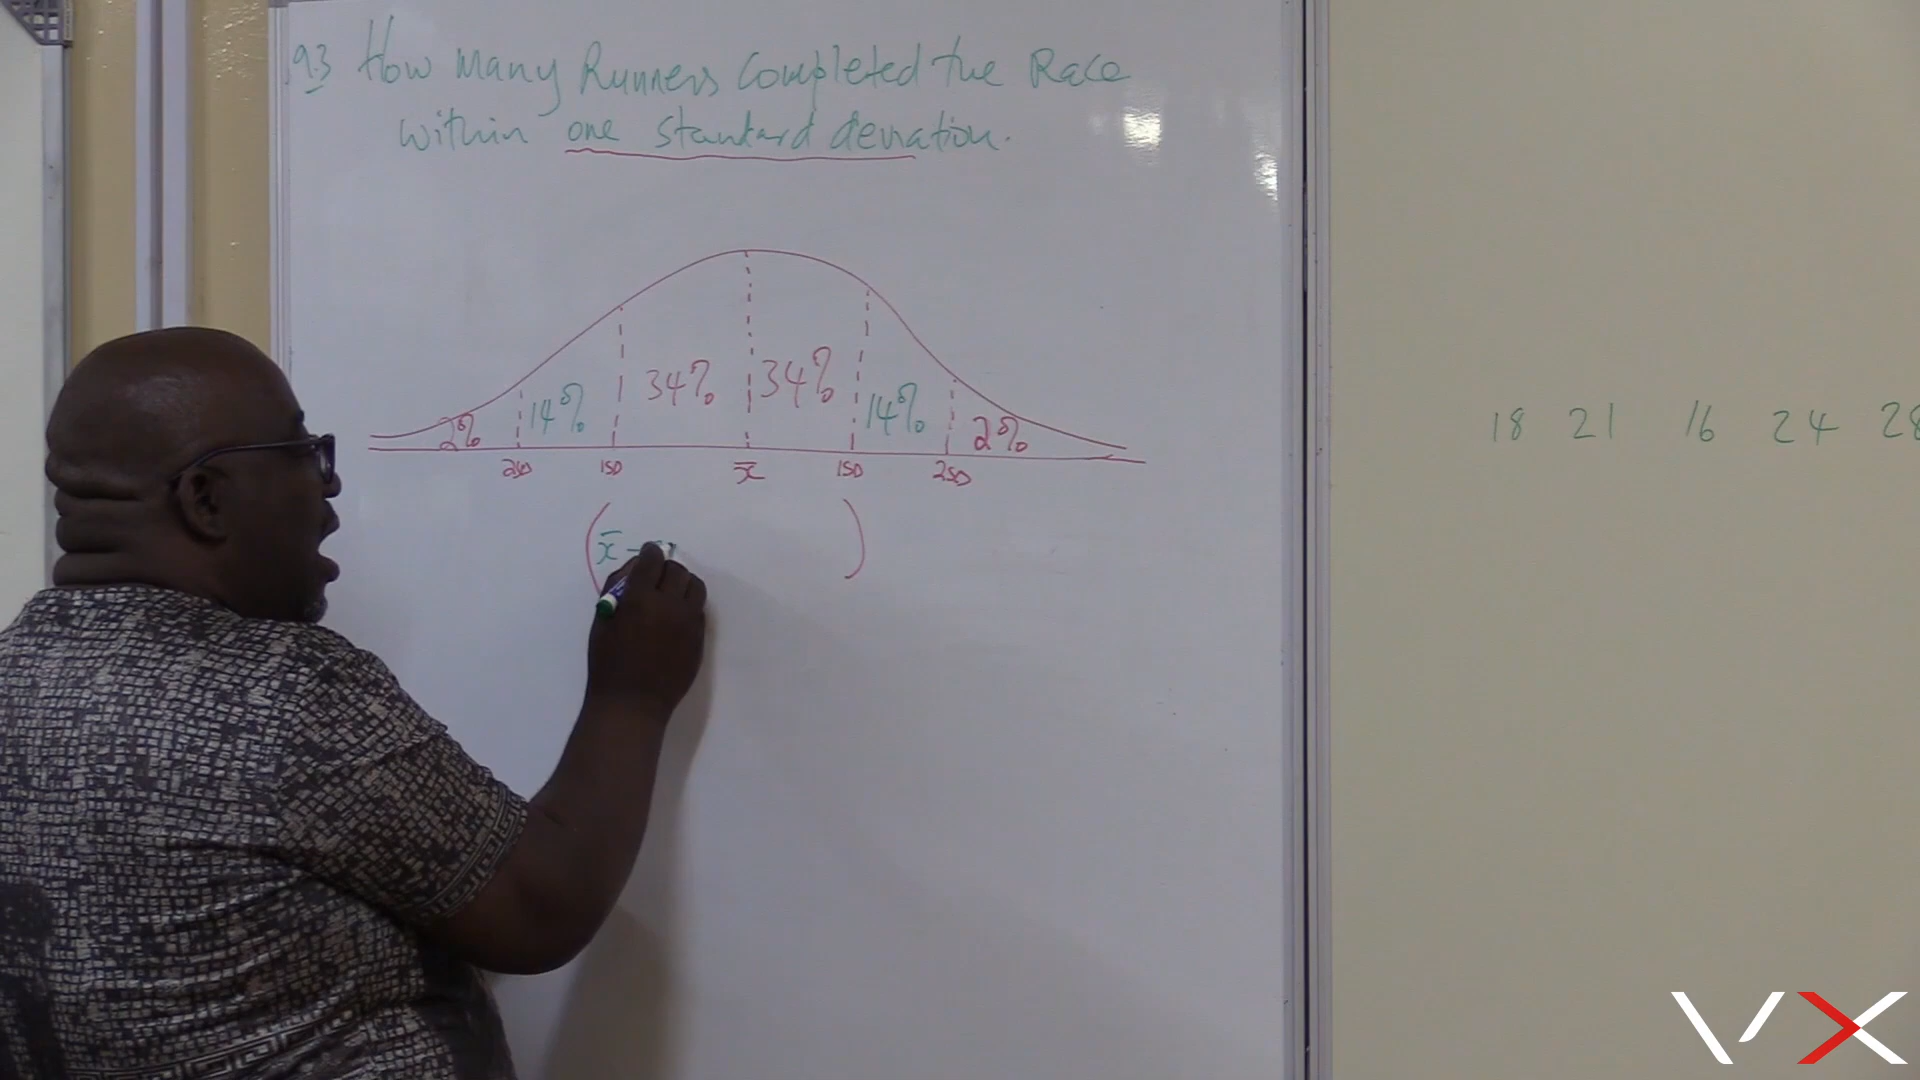 9.3 How many Runners completed the Race
within one standard deviation.
2% 14% 34% 34% 14% 2%
2SD 1SD x̄ 1SD 2SD
(x̄ - )
18 21 16 24 28
VX